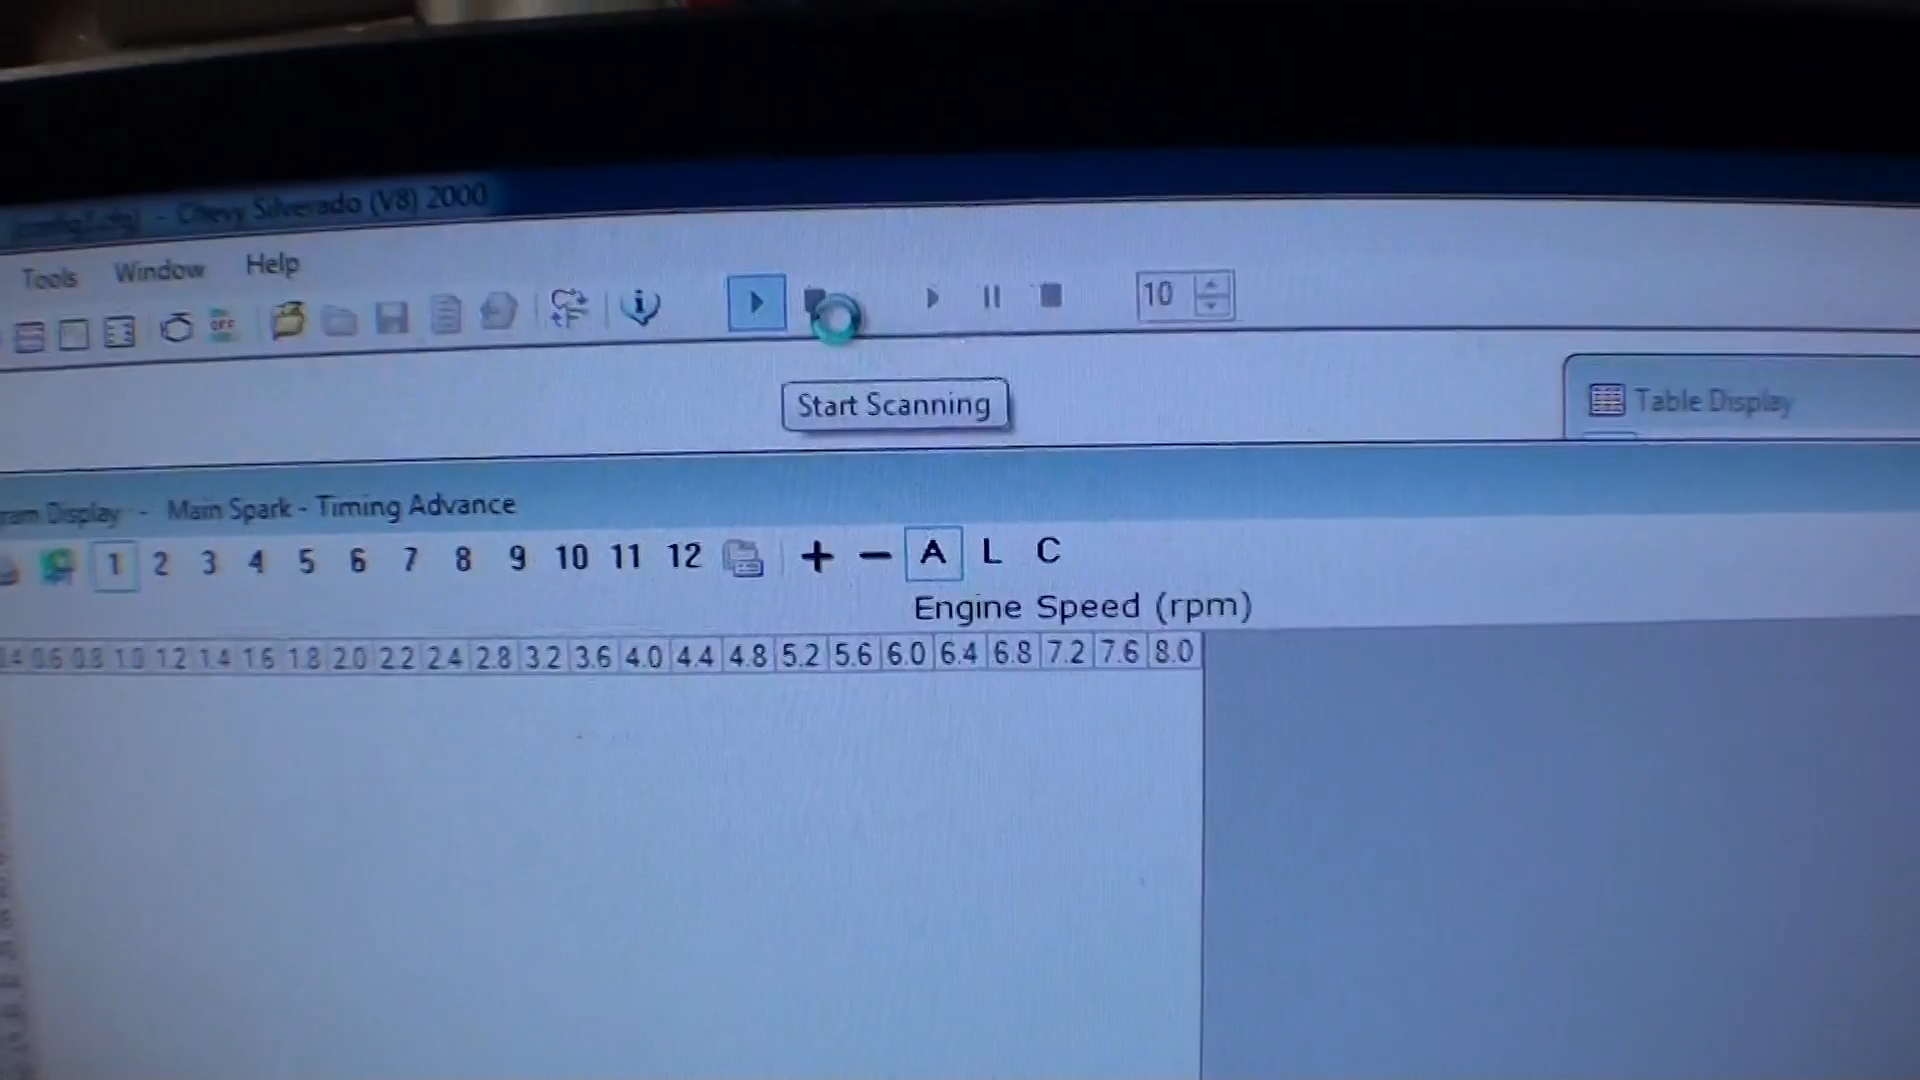 - Chevy Silverado (V8) 2000
Tools Window Help
OFF
10
Start Scanning
Table Display
Display - Main Spark - Timing Advance
1 2 3 4 5 6 7 8 9 10 11 12 + - A L C
Engine Speed (rpm)
0.6 0.8 1.0 1.2 1.4 1.6 1.8 2.0 2.2 2.4 2.8 3.2 3.6 4.0 4.4 4.8 5.2 5.6 6.0 6.4 6.8 7.2 7.6 8.0